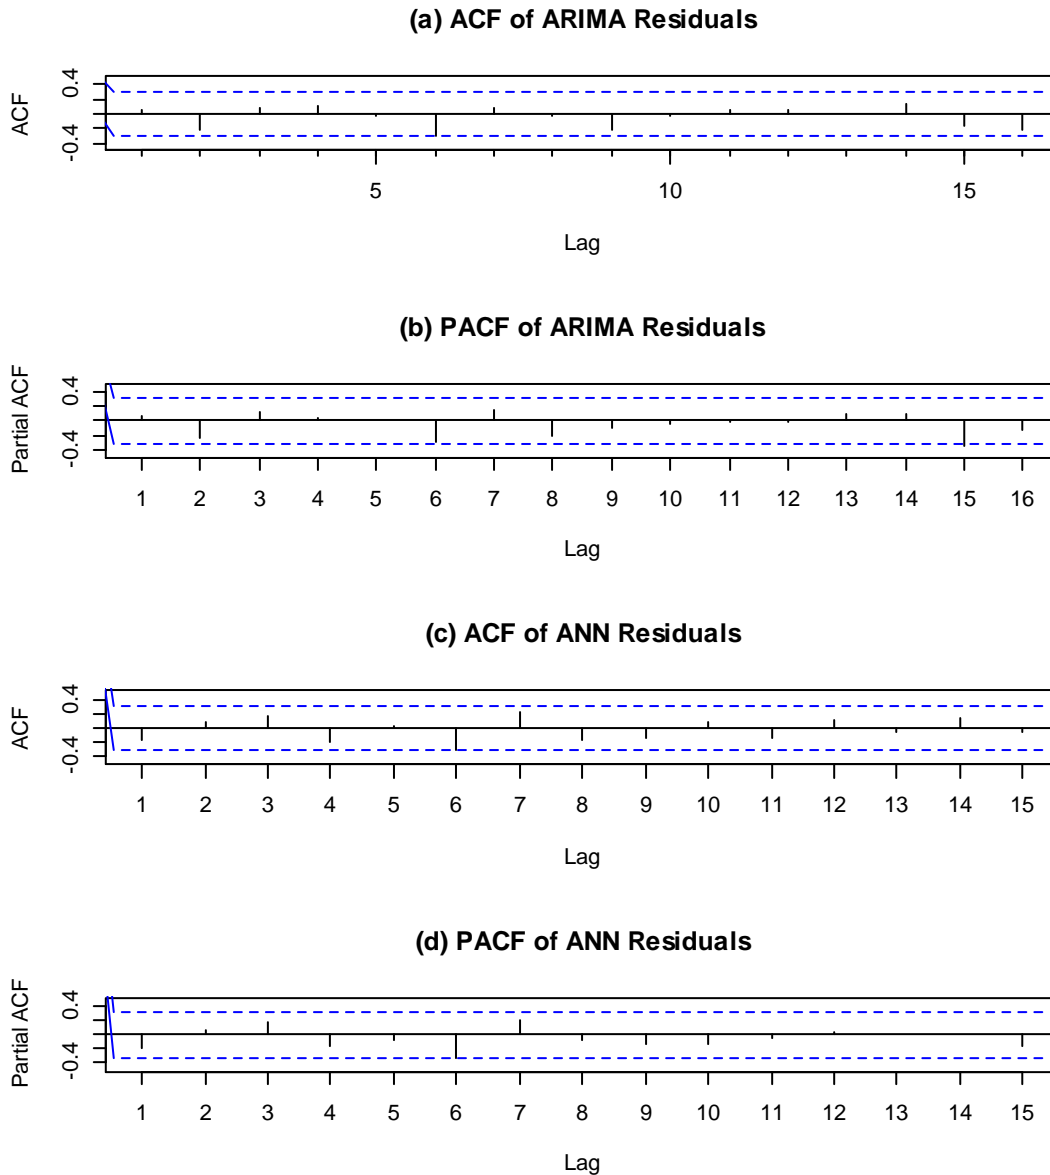 (a) ACF of ARIMA Residuals
ACF
0.4
-0.4
5 10 15
Lag
(b) PACF of ARIMA Residuals
Partial ACF
0.4
-0.4
1 2 3 4 5 6 7 8 9 10 11 12 13 14 15 16
Lag
(c) ACF of ANN Residuals
ACF
0.4
-0.4
1 2 3 4 5 6 7 8 9 10 11 12 13 14 15
Lag
(d) PACF of ANN Residuals
Partial ACF
0.4
-0.4
1 2 3 4 5 6 7 8 9 10 11 12 13 14 15
Lag